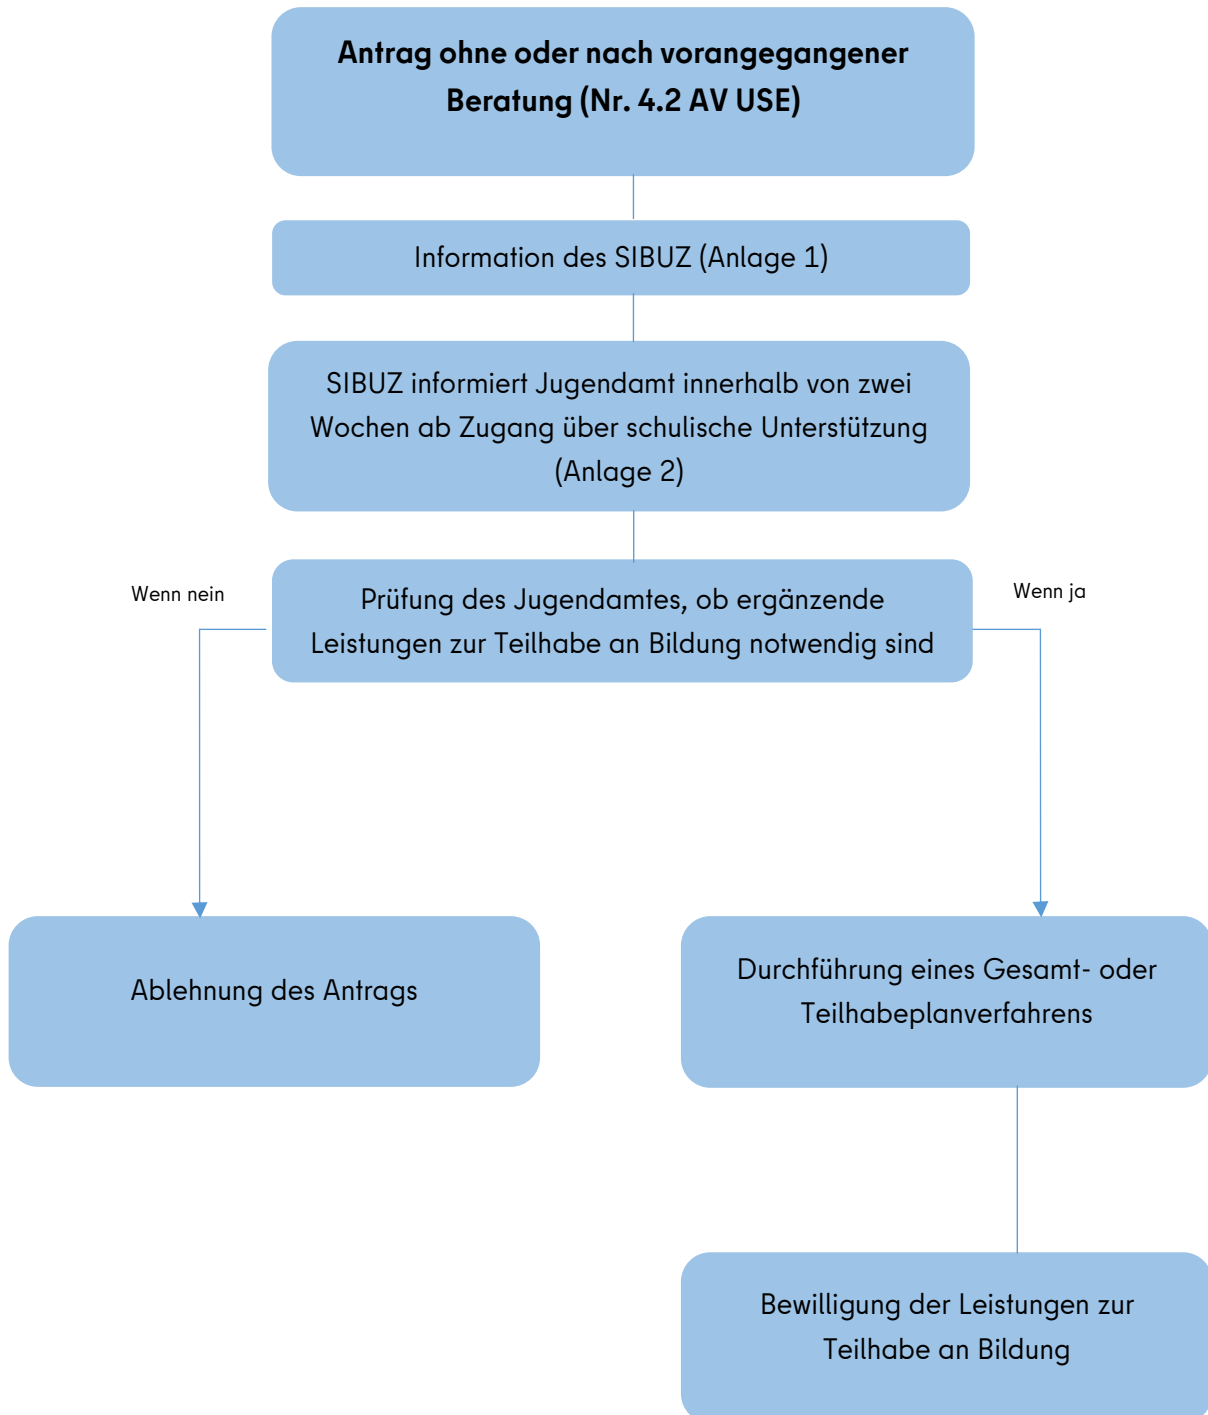 Antrag ohne oder nach vorangegangener
Beratung (Nr. 4.2 AV USE)
Information des SIBUZ (Anlage 1)
SIBUZ informiert Jugendamt innerhalb von zwei
Wochen ab Zugang über schulische Unterstützung
(Anlage 2)
Wenn nein
Prüfung des Jugendamtes, ob ergänzende
Leistungen zur Teilhabe an Bildung notwendig sind
Wenn ja
Ablehnung des Antrags
Durchführung eines Gesamt- oder
Teilhabeplanverfahrens
Bewilligung der Leistungen zur
Teilhabe an Bildung